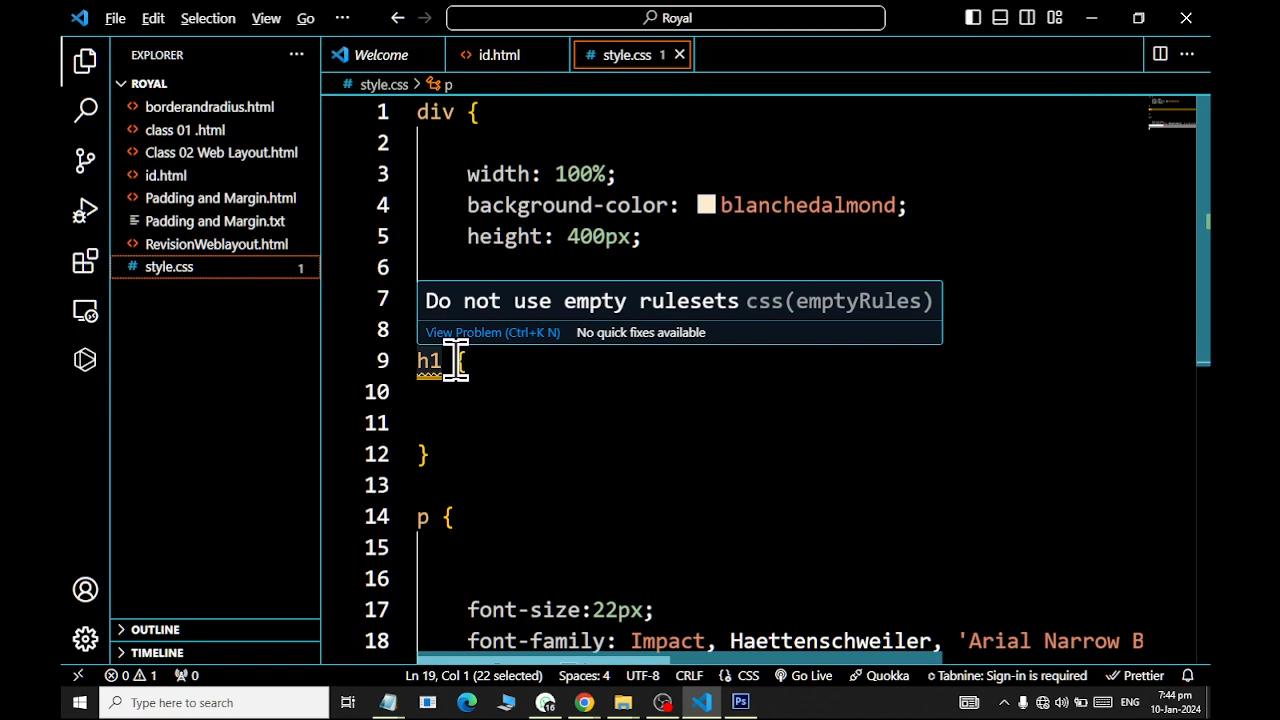 File Edit Selection View Go ··· Royal
EXPLORER ···
ROYAL
borderandradius.html
class 01 .html
Class 02 Web Layout.html
id.html
Padding and Margin.html
Padding and Margin.txt
RevisionWeblayout.html
style.css 1
OUTLINE
TIMELINE
Welcome id.html style.css 1
style.css > p
1 div {
2
3 width: 100%;
4 background-color: blanchedalmond;
5 height: 400px;
6
7
8
Do not use empty rulesets css(emptyRules)
View Problem (Ctrl+K N) No quick fixes available
9 h1 {
10
11
12 }
13
14 p {
15
16
17 font-size:22px;
18 font-family: Impact, Haettenschweiler, 'Arial Narrow B
0 1 0 Ln 19, Col 1 (22 selected) Spaces: 4 UTF-8 CRLF CSS Go Live Quokka Tabnine: Sign-in is required Prettier
Type here to search 16 ENG 7:44 pm
10-Jan-2024